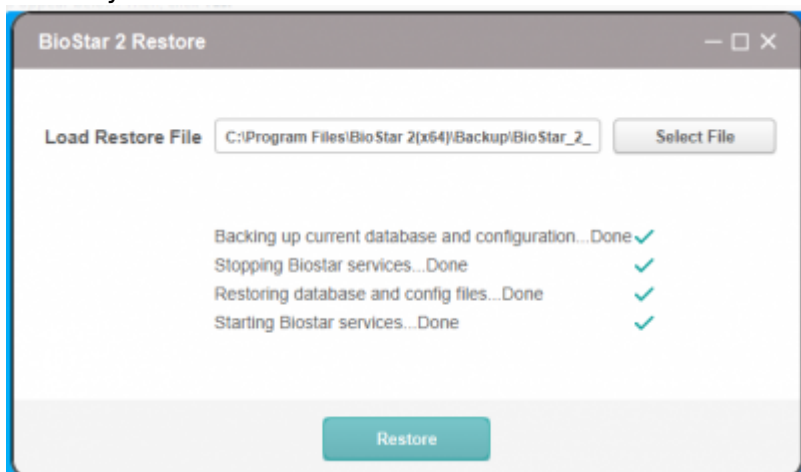 BioStar 2 Restore
Load Restore File C:\Program Files\BioStar 2(x64)\Backup\BioStar_2_ Select File
Backing up current database and configuration...Done
Stopping Biostar services...Done
Restoring database and config files...Done
Starting Biostar services...Done
Restore